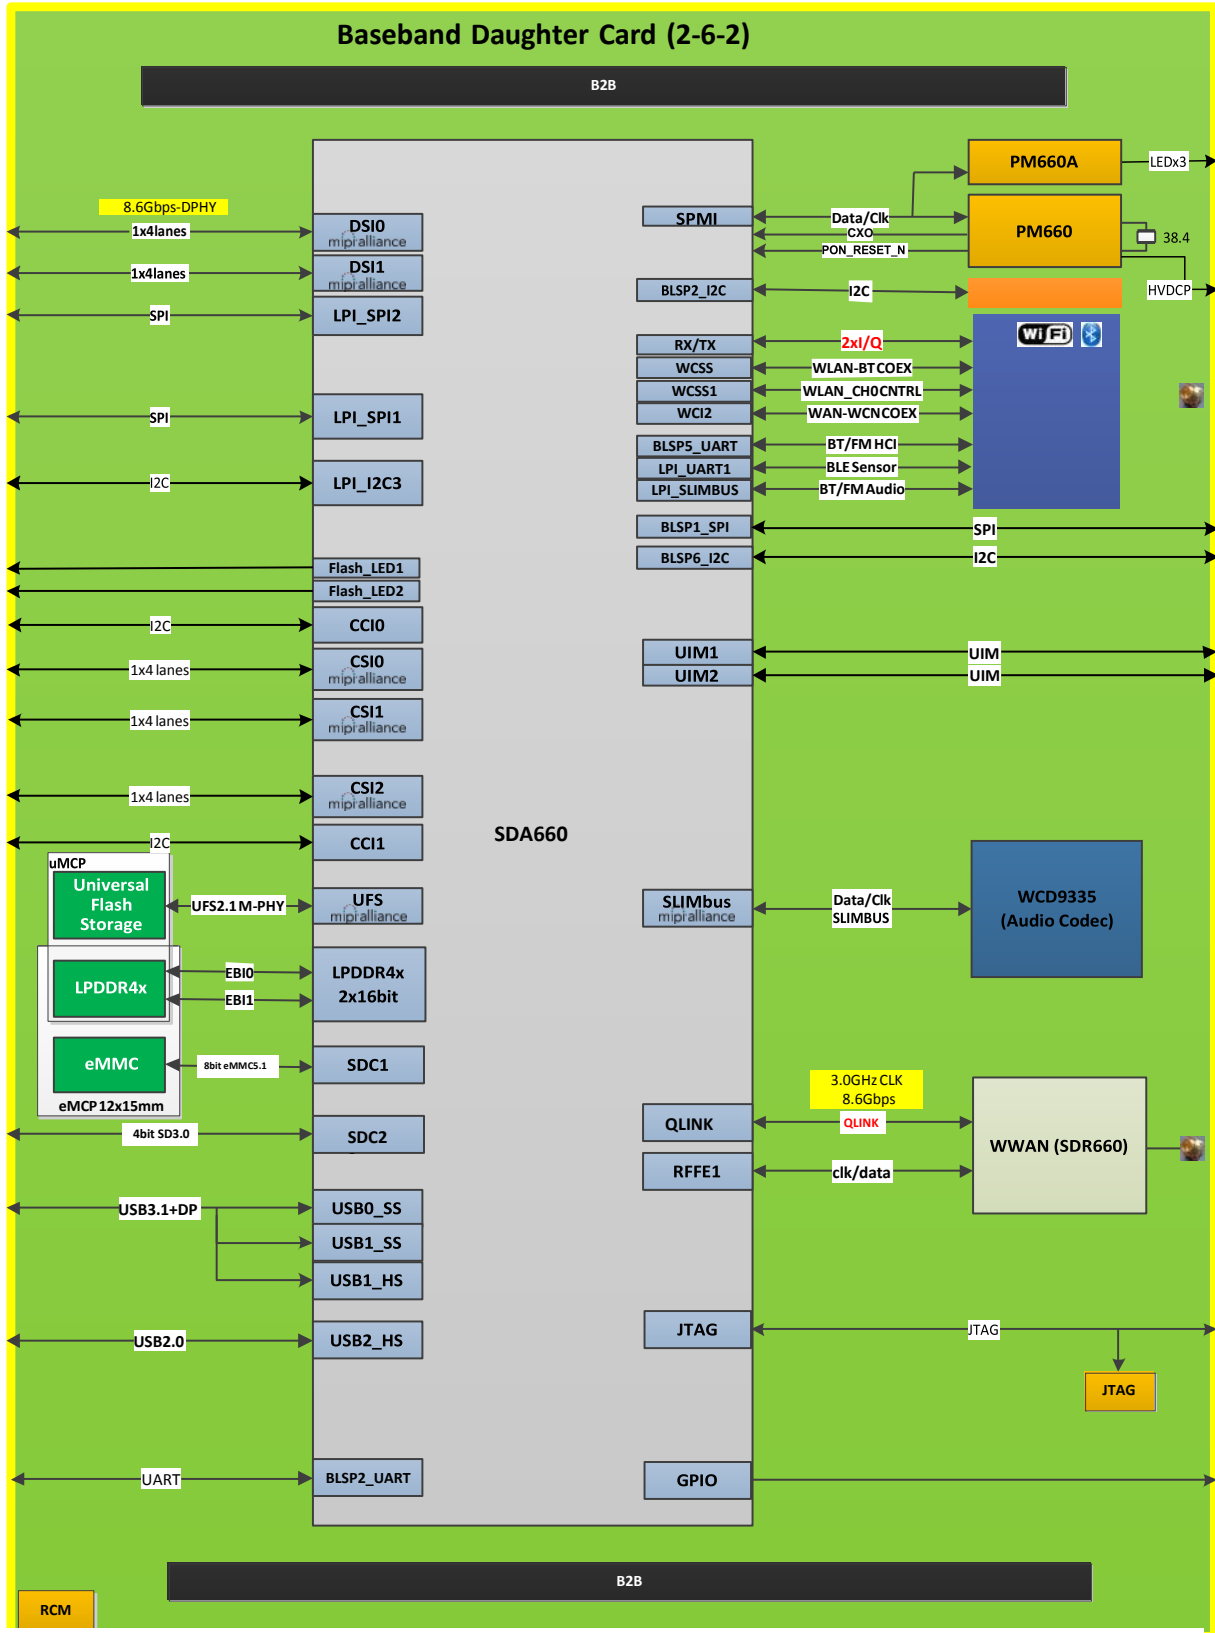 Baseband Daughter Card (2-6-2)
B2B
8.6Gbps-DPHY
1x4lanes
DSI0
mipi alliance
1x4lanes
DSI1
mipi alliance
SPI
LPI_SPI2
SPI
LPI_SPI1
I2C
LPI_I2C3
Flash_LED1
Flash_LED2
I2C
CCI0
1x4 lanes
CSI0
mipi alliance
1x4 lanes
CSI1
mipi alliance
1x4 lanes
CSI2
mipi alliance
I2C
CCI1
uMCP
Universal
Flash
Storage
UFS2.1 M-PHY
UFS
mipi alliance
LPDDR4x
EBI0
EBI1
LPDDR4x
2x16bit
eMMC
8bit eMMC5.1
SDC1
eMCP 12x15mm
4bit SD3.0
SDC2
USB3.1+DP
USB0_SS
USB1_SS
USB1_HS
USB2.0
USB2_HS
UART
BLSP2_UART
SDA660
SPMI
Data/Clk
CXO
PON_RESET_N
PM660A
LEDx3
PM660
38.4
HVDCP
BLSP2_I2C
I2C
RX/TX
2xI/Q
WiFi
WCSS
WLAN-BTCOEX
WCSS1
WLAN_CH0CNTRL
WCI2
WAN-WCNCOEX
BLSP5_UART
BT/FM HCI
LPI_UART1
BLE Sensor
LPI_SLIMBUS
BT/FM Audio
BLSP1_SPI
SPI
BLSP6_I2C
I2C
UIM1
UIM
UIM2
UIM
SLIMbus
mipi alliance
Data/Clk
SLIMBUS
WCD9335
(Audio Codec)
3.0GHz CLK
8.6Gbps
QLINK
QLINK
RFFE1
clk/data
WWAN (SDR660)
JTAG
JTAG
JTAG
GPIO
B2B
RCM